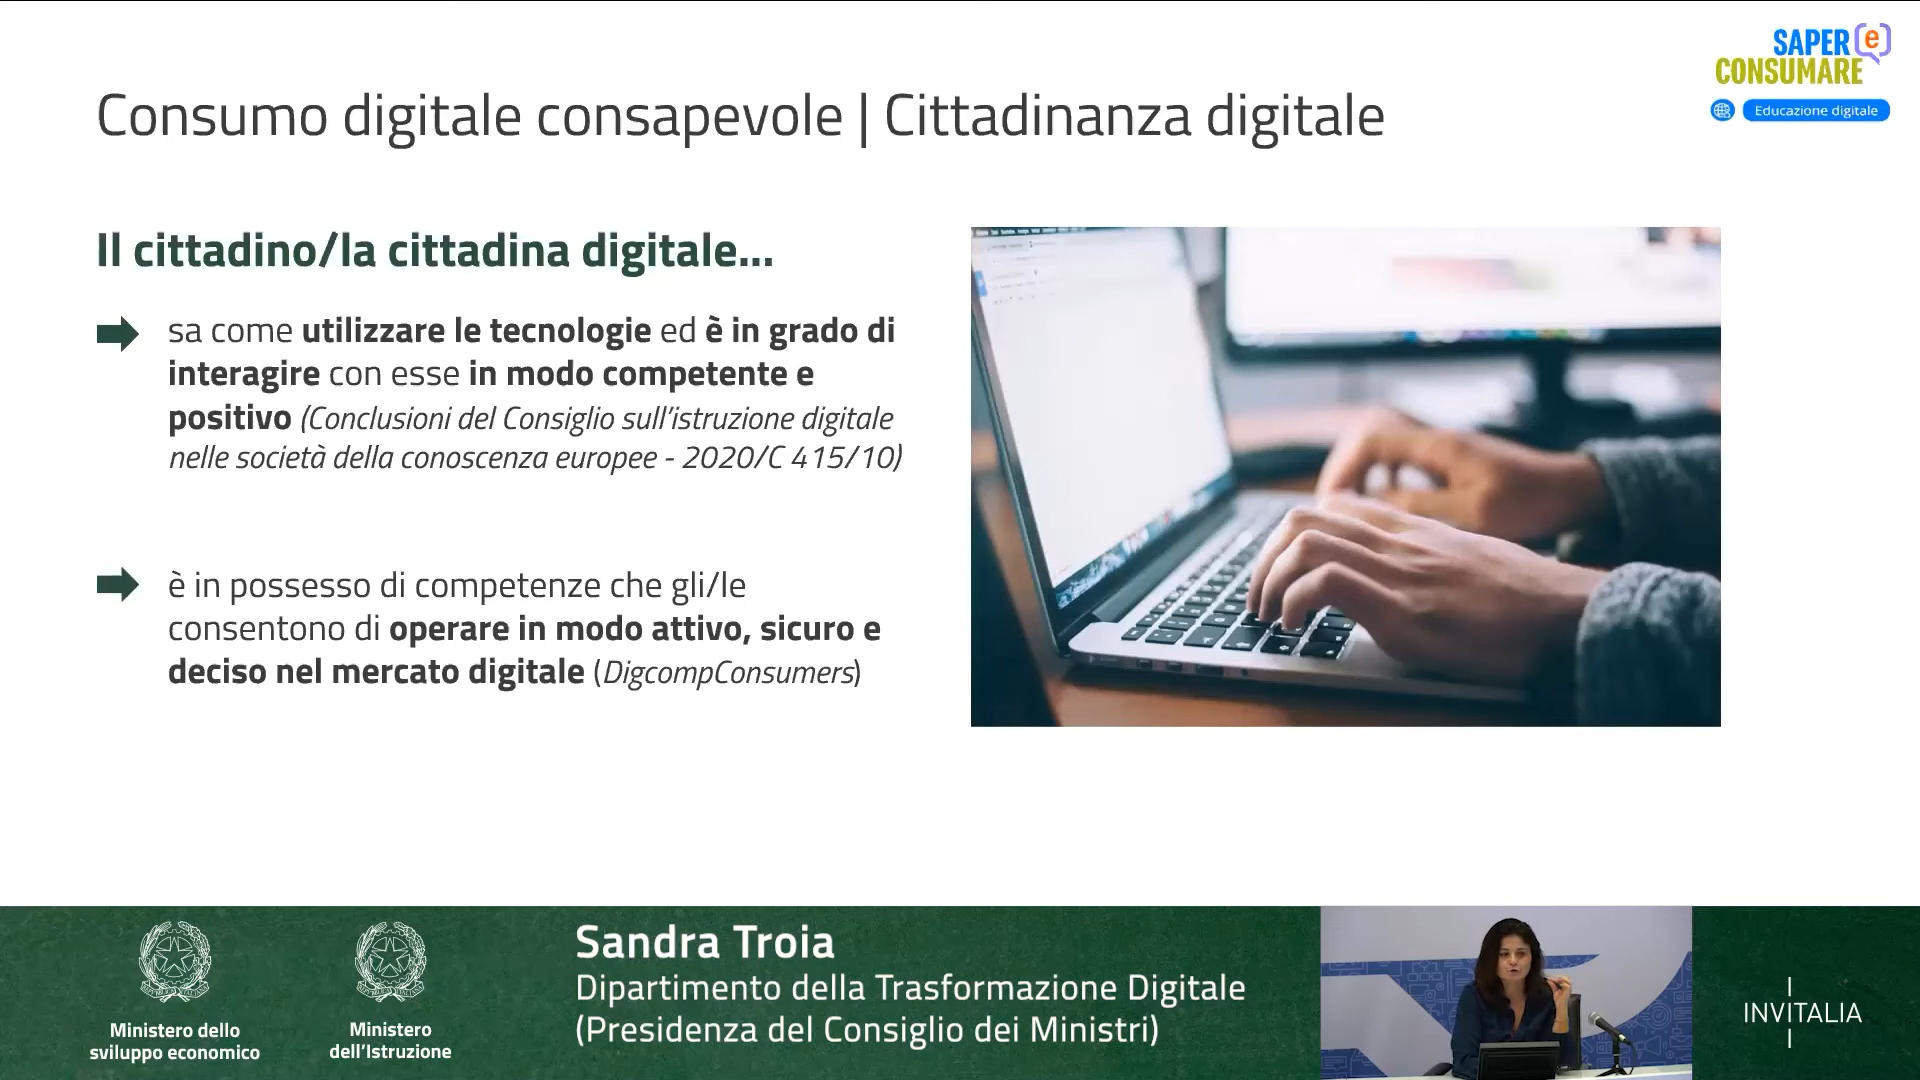 SAPER e
CONSUMARE
Educazione digitale
Consumo digitale consapevole | Cittadinanza digitale
Il cittadino/la cittadina digitale...
sa come utilizzare le tecnologie ed è in grado di
interagire con esse in modo competente e
positivo (Conclusioni del Consiglio sull'istruzione digitale
nelle società della conoscenza europee - 2020/C 415/10)
è in possesso di competenze che gli/le
consentono di operare in modo attivo, sicuro e
deciso nel mercato digitale (DigcompConsumers)
Ministero dello
sviluppo economico
Ministero
dell'Istruzione
Sandra Troia
Dipartimento della Trasformazione Digitale
(Presidenza del Consiglio dei Ministri)
INVITALIA